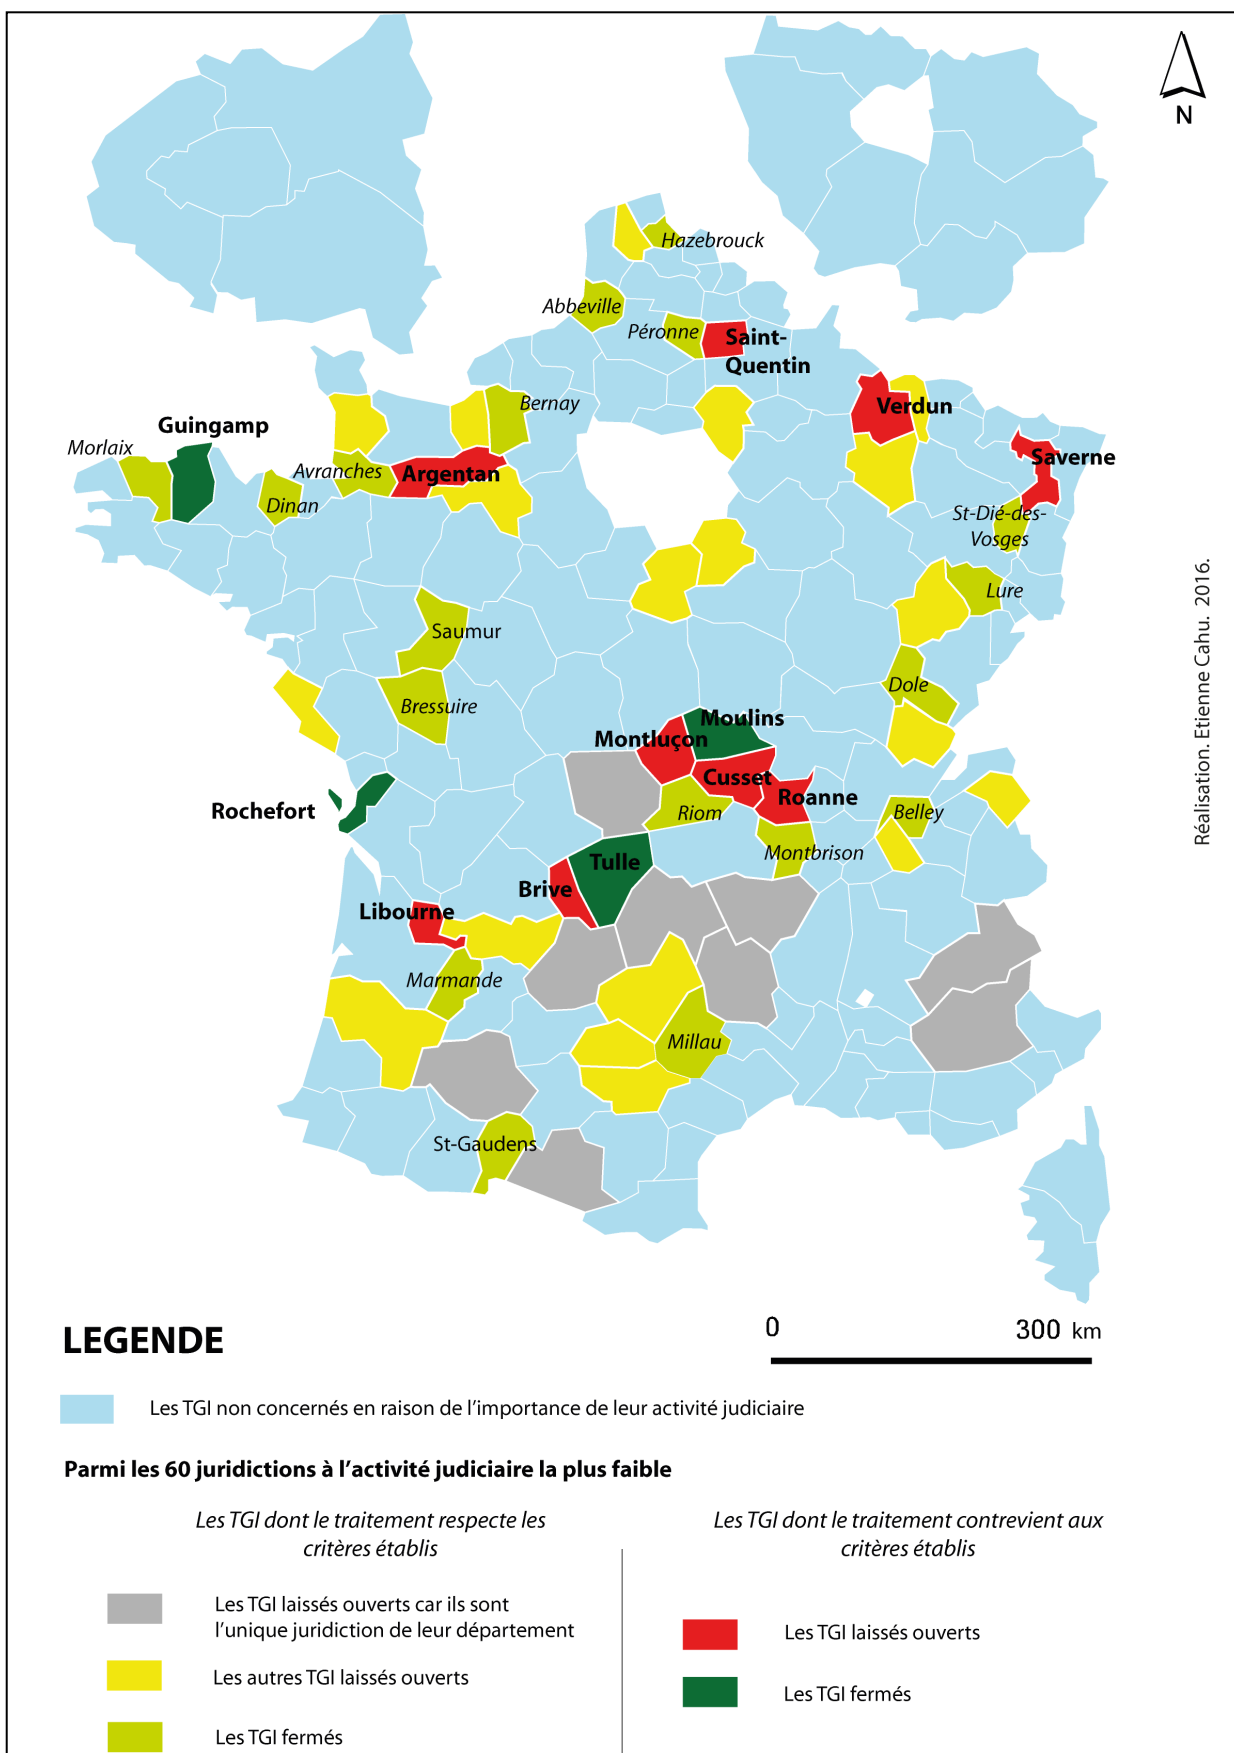 N
Hazebrouck
Abbeville
Péronne
Saint-
Quentin
Bernay
Verdun
Guingamp
Morlaix
Avranches
Argentan
Saverne
Dinan
St-Dié-des-
Vosges
Lure
Saumur
Dole
Bressuire
Moulins
Montluçon
Cusset
Roanne
Rochefort
Riom
Belley
Montbrison
Tulle
Brive
Libourne
Marmande
Millau
St-Gaudens
Réalisation. Etienne Cahu. 2016.
LEGENDE
0 300 km
Les TGI non concernés en raison de l'importance de leur activité judiciaire
Parmi les 60 juridictions à l'activité judiciaire la plus faible
Les TGI dont le traitement respecte les
critères établis
Les TGI laissés ouverts car ils sont
l'unique juridiction de leur département
Les autres TGI laissés ouverts
Les TGI fermés
Les TGI dont le traitement contrevient aux
critères établis
Les TGI laissés ouverts
Les TGI fermés